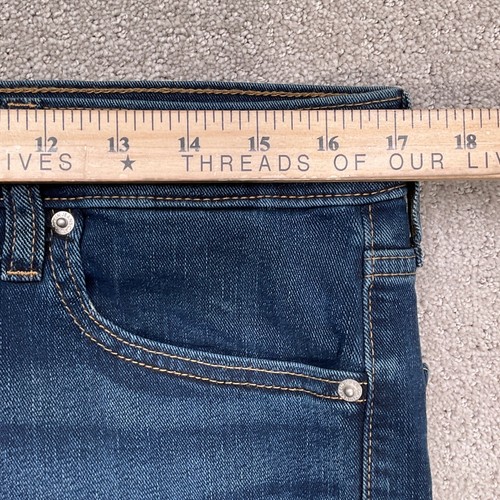 12 13 14 15 16 17 18
IVES ★ THREADS OF OUR LIV